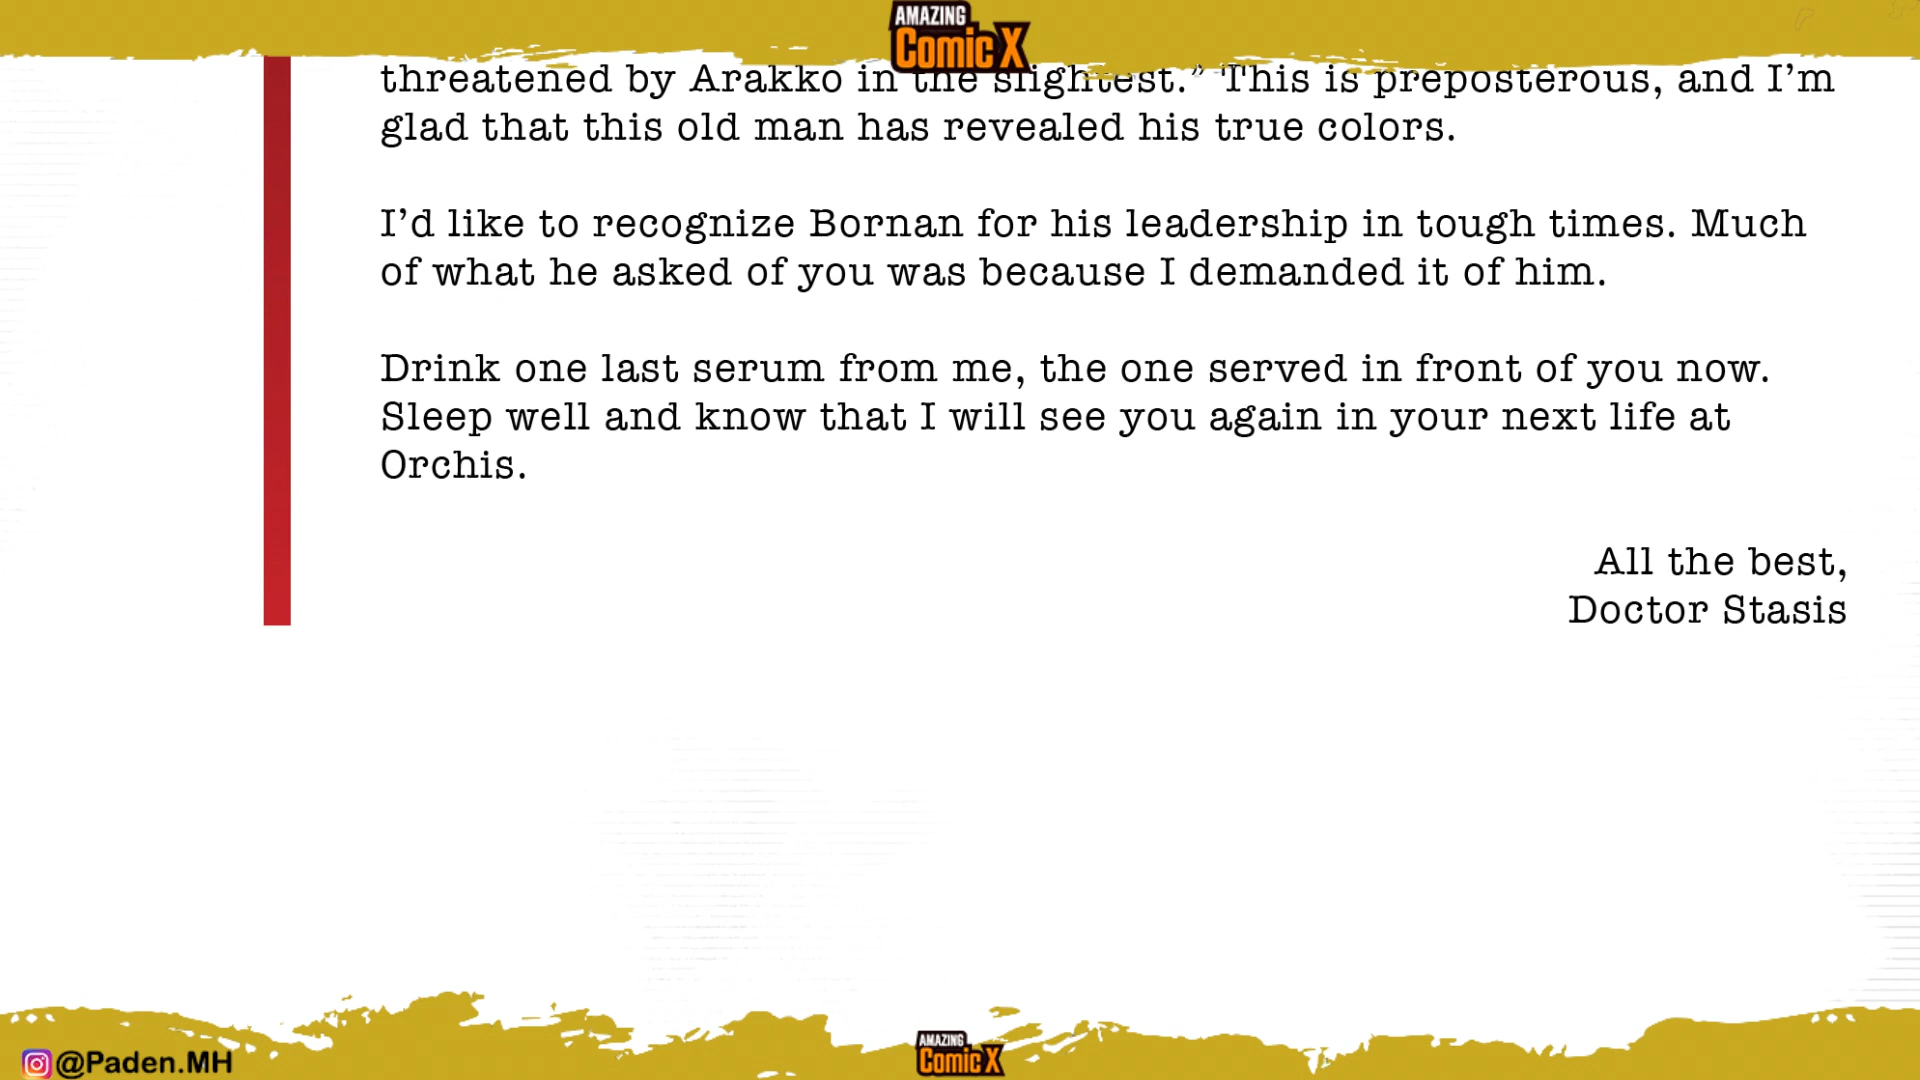 AMAZING
Comic X
threatened by Arakko in the slightest.” This is preposterous, and I’m
glad that this old man has revealed his true colors.
I’d like to recognize Bornan for his leadership in tough times. Much
of what he asked of you was because I demanded it of him.
Drink one last serum from me, the one served in front of you now.
Sleep well and know that I will see you again in your next life at
Orchis.
All the best,
Doctor Stasis
@Paden.MH
AMAZING
Comic X